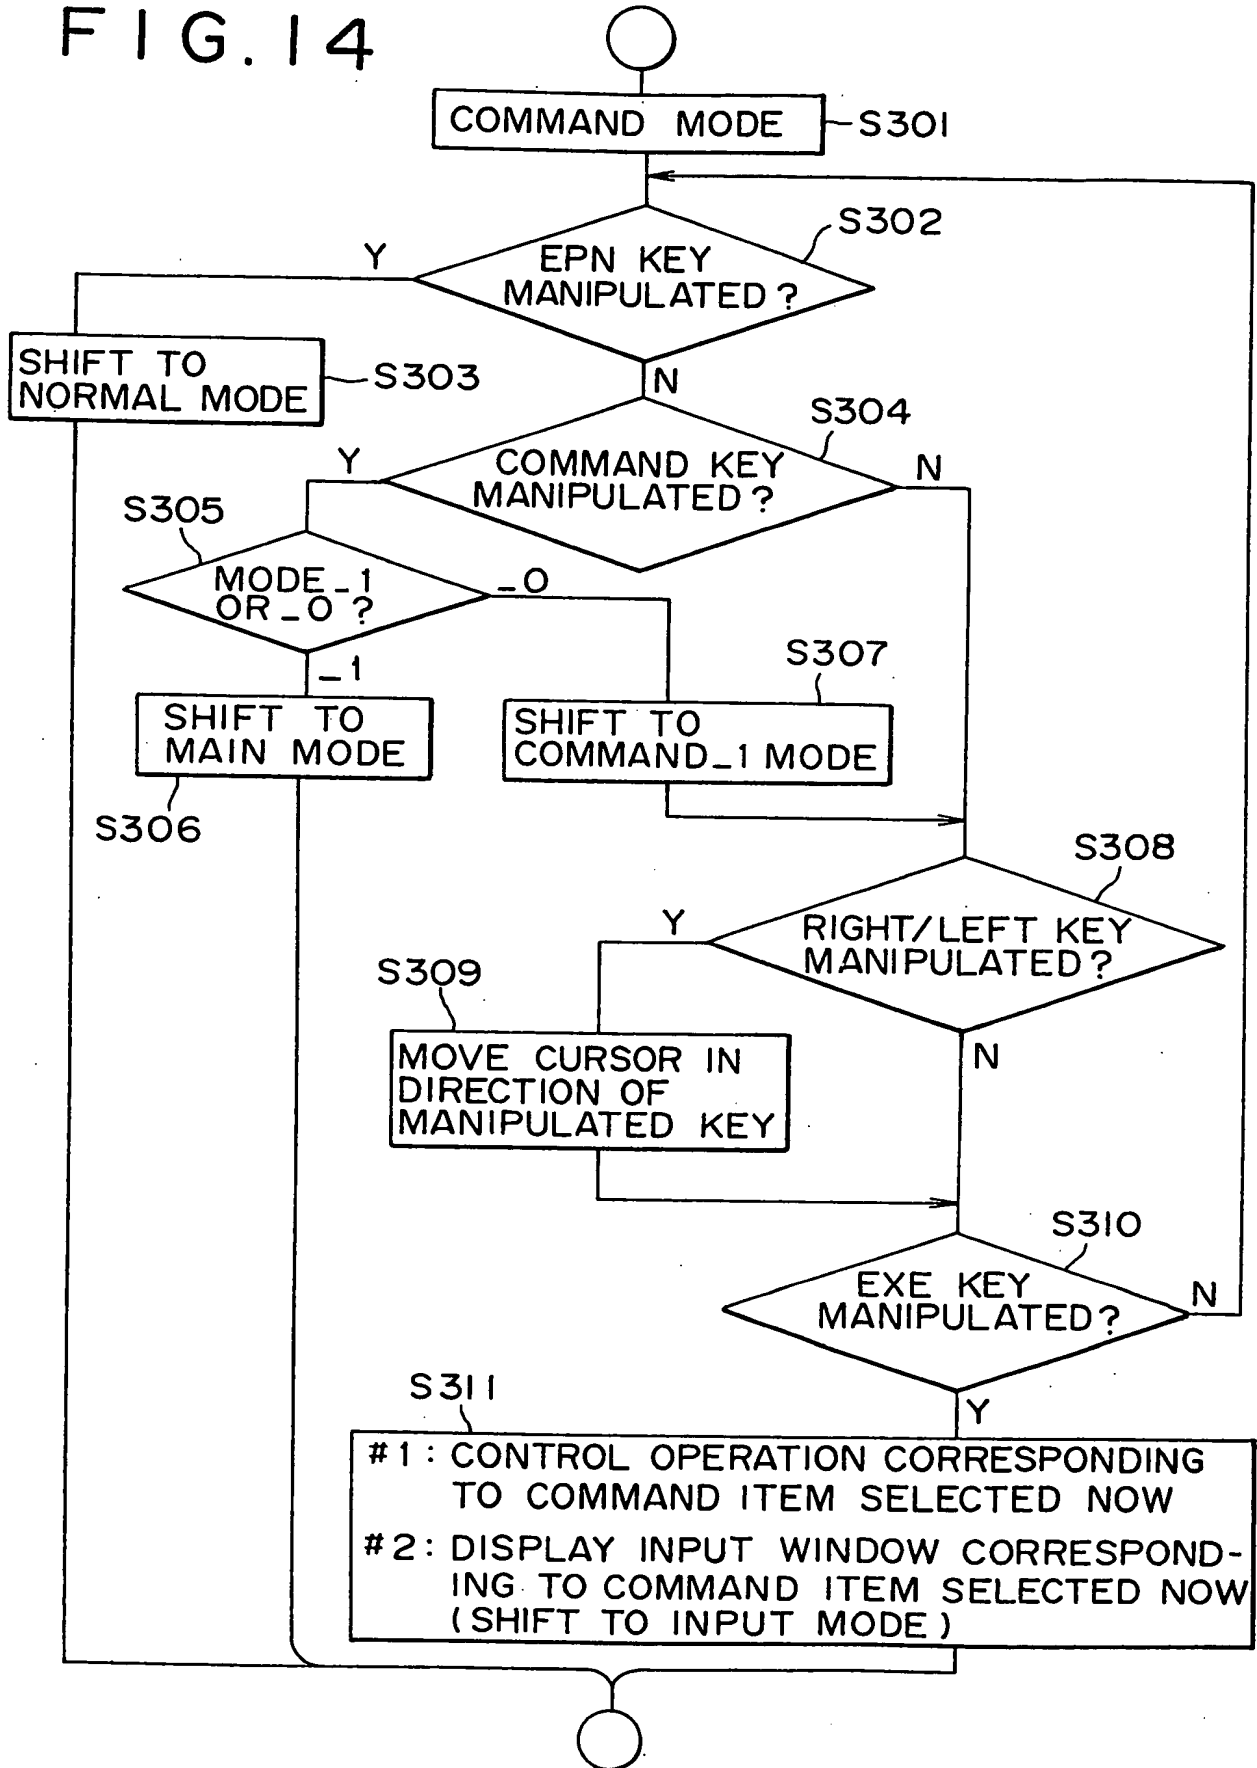 FIG.14
COMMAND MODE
S301
S302
EPN KEY
MANIPULATED?
Y
N
SHIFT TO
NORMAL MODE
S303
S304
COMMAND KEY
MANIPULATED?
Y
N
S305
MODE_1
OR_0?
_0
_1
SHIFT TO
MAIN MODE
S306
S307
SHIFT TO
COMMAND_1 MODE
S308
RIGHT/LEFT KEY
MANIPULATED?
Y
N
S309
MOVE CURSOR IN
DIRECTION OF
MANIPULATED KEY
S310
EXE KEY
MANIPULATED?
N
Y
S311
#1: CONTROL OPERATION CORRESPONDING
TO COMMAND ITEM SELECTED NOW
#2: DISPLAY INPUT WINDOW CORRESPOND-
ING TO COMMAND ITEM SELECTED NOW
(SHIFT TO INPUT MODE)